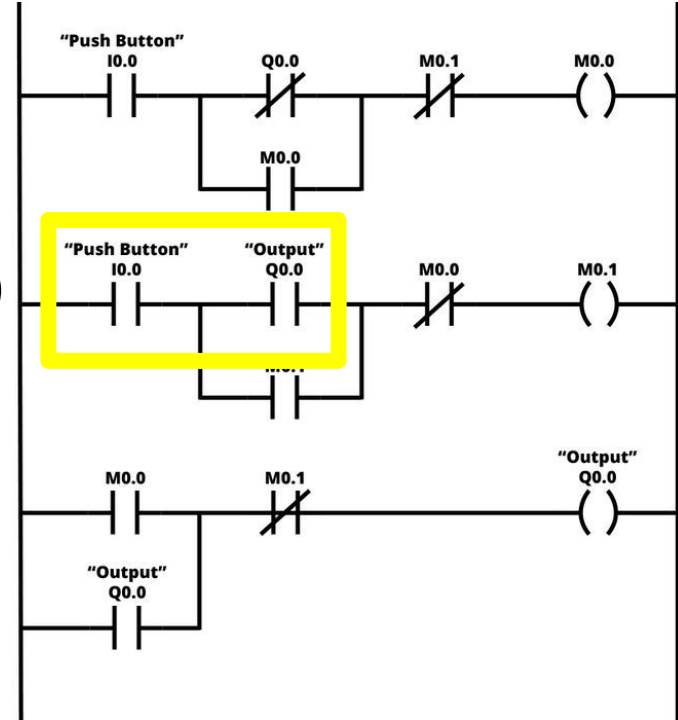 “Push Button”
I0.0 Q0.0 M0.1 M0.0
M0.0
“Push Button” “Output”
I0.0 Q0.0 M0.0 M0.1
M0.0 M0.1 “Output”
Q0.0
“Output”
Q0.0